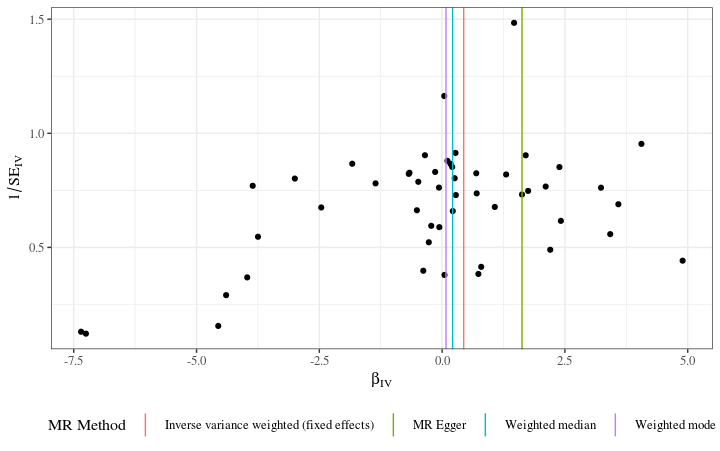 1.5
1.0
0.5
1/SE_IV
-7.5 -5.0 -2.5 0.0 2.5 5.0
β_IV
MR Method Inverse variance weighted (fixed effects) MR Egger Weighted median Weighted mode